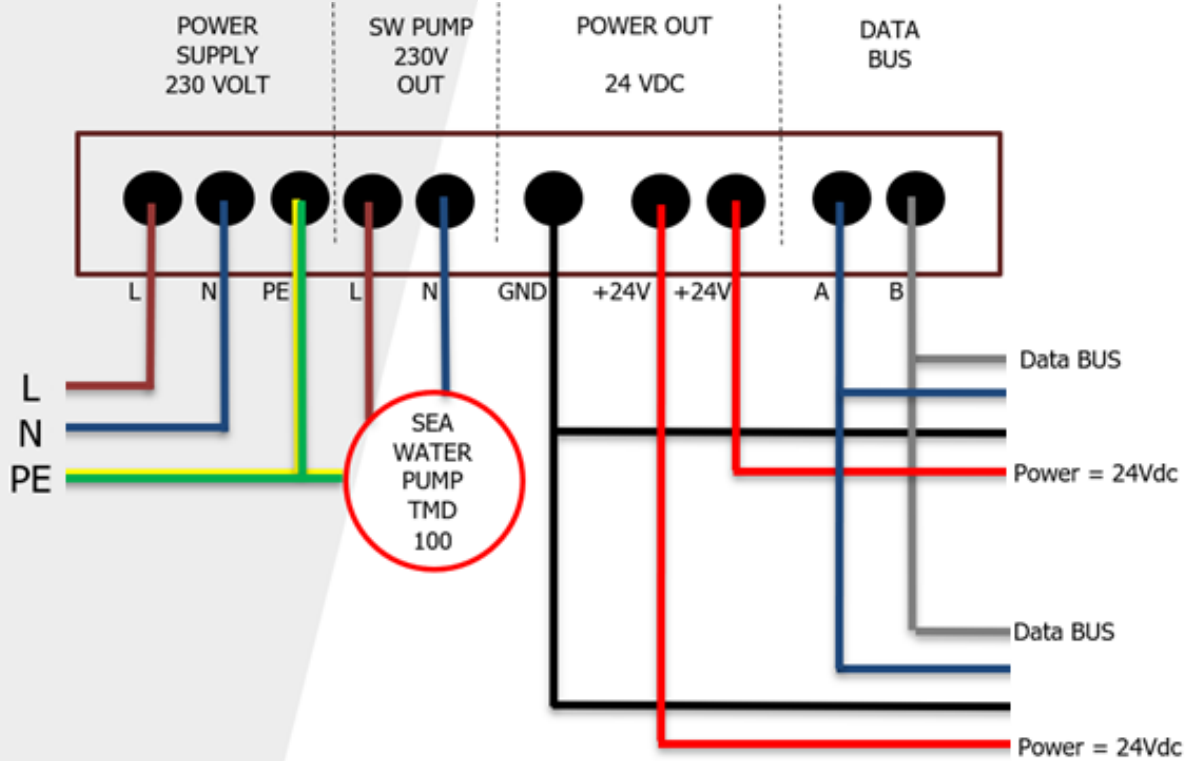 POWER
SUPPLY
230 VOLT
SW PUMP
230V
OUT
POWER OUT
24 VDC
DATA
BUS
L
N
PE
L
N
GND
+24V
+24V
A
B
L
N
PE
SEA
WATER
PUMP
TMD
100
Data BUS
Power = 24Vdc
Data BUS
Power = 24Vdc